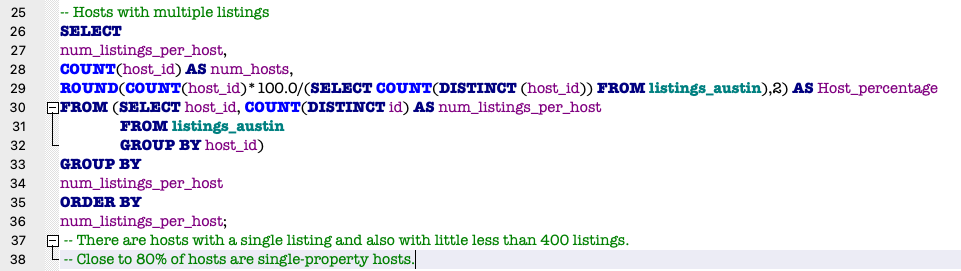 25 -- Hosts with multiple listings
26 SELECT
27 num_listings_per_host,
28 COUNT(host_id) AS num_hosts,
29 ROUND(COUNT(host_id)*100.0/(SELECT COUNT(DISTINCT (host_id)) FROM listings_austin),2) AS Host_percentage
30 FROM (SELECT host_id, COUNT(DISTINCT id) AS num_listings_per_host
31 FROM listings_austin
32 GROUP BY host_id)
33 GROUP BY
34 num_listings_per_host
35 ORDER BY
36 num_listings_per_host;
37 -- There are hosts with a single listing and also with little less than 400 listings.
38 -- Close to 80% of hosts are single-property hosts.